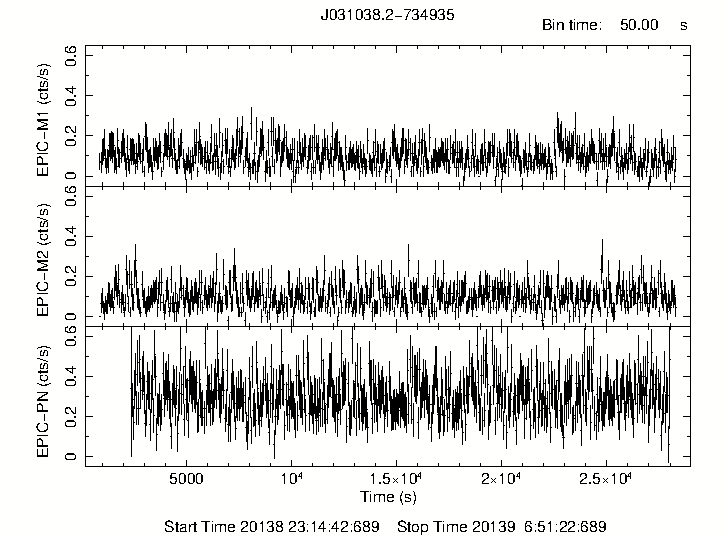 J031038.2−734935
Bin time: 50.00 s
EPIC−M1 (cts/s)
0 0.2 0.4 0.6
EPIC−M2 (cts/s)
0 0.2 0.4 0.6
EPIC−PN (cts/s)
0 0.2 0.4 0.6
5000 10⁴ 1.5×10⁴ 2×10⁴ 2.5×10⁴
Time (s)
Start Time 20138 23:14:42:689 Stop Time 20139 6:51:22:689